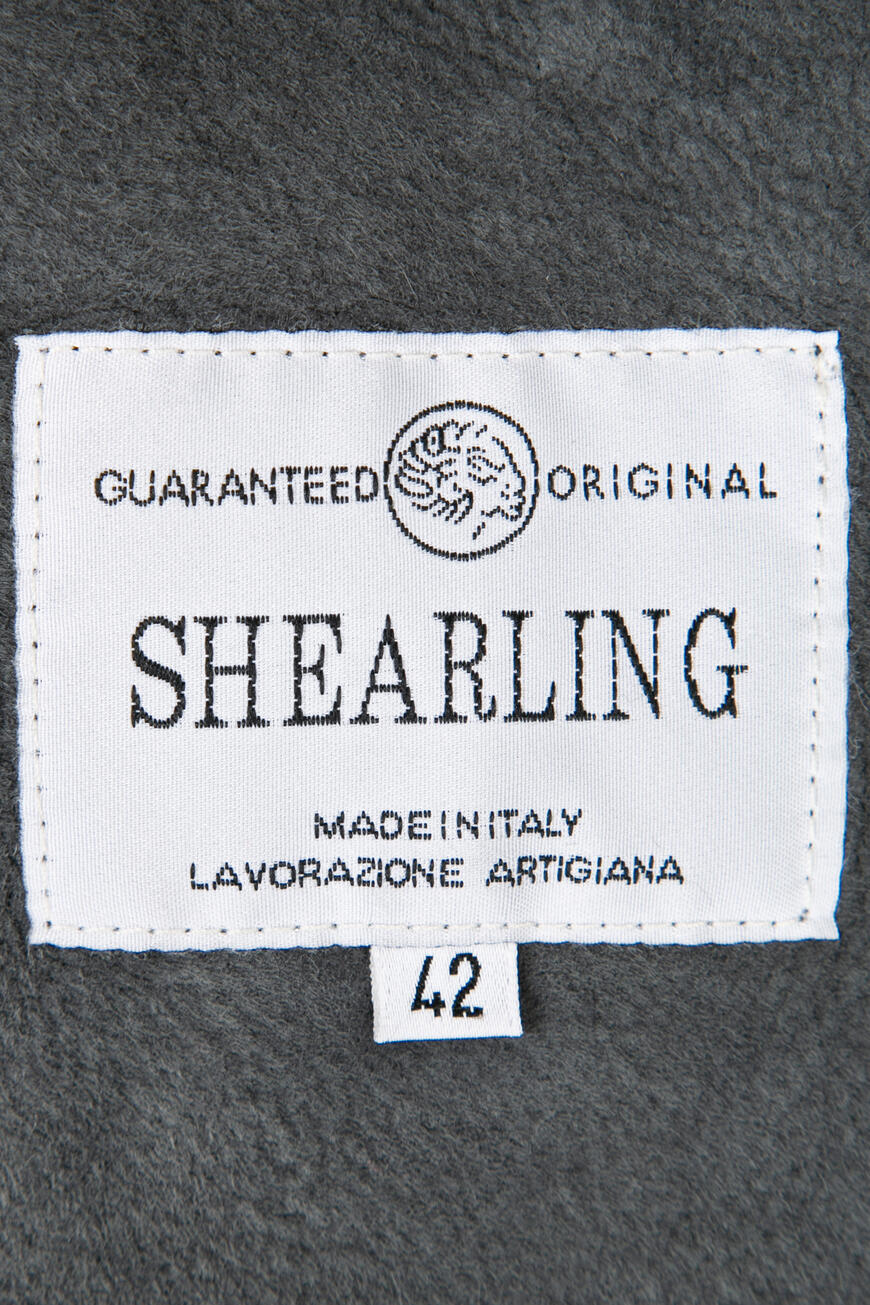 GUARANTEED ORIGINAL
SHEARLING
MADE IN ITALY
LAVORAZIONE ARTIGIANA
42